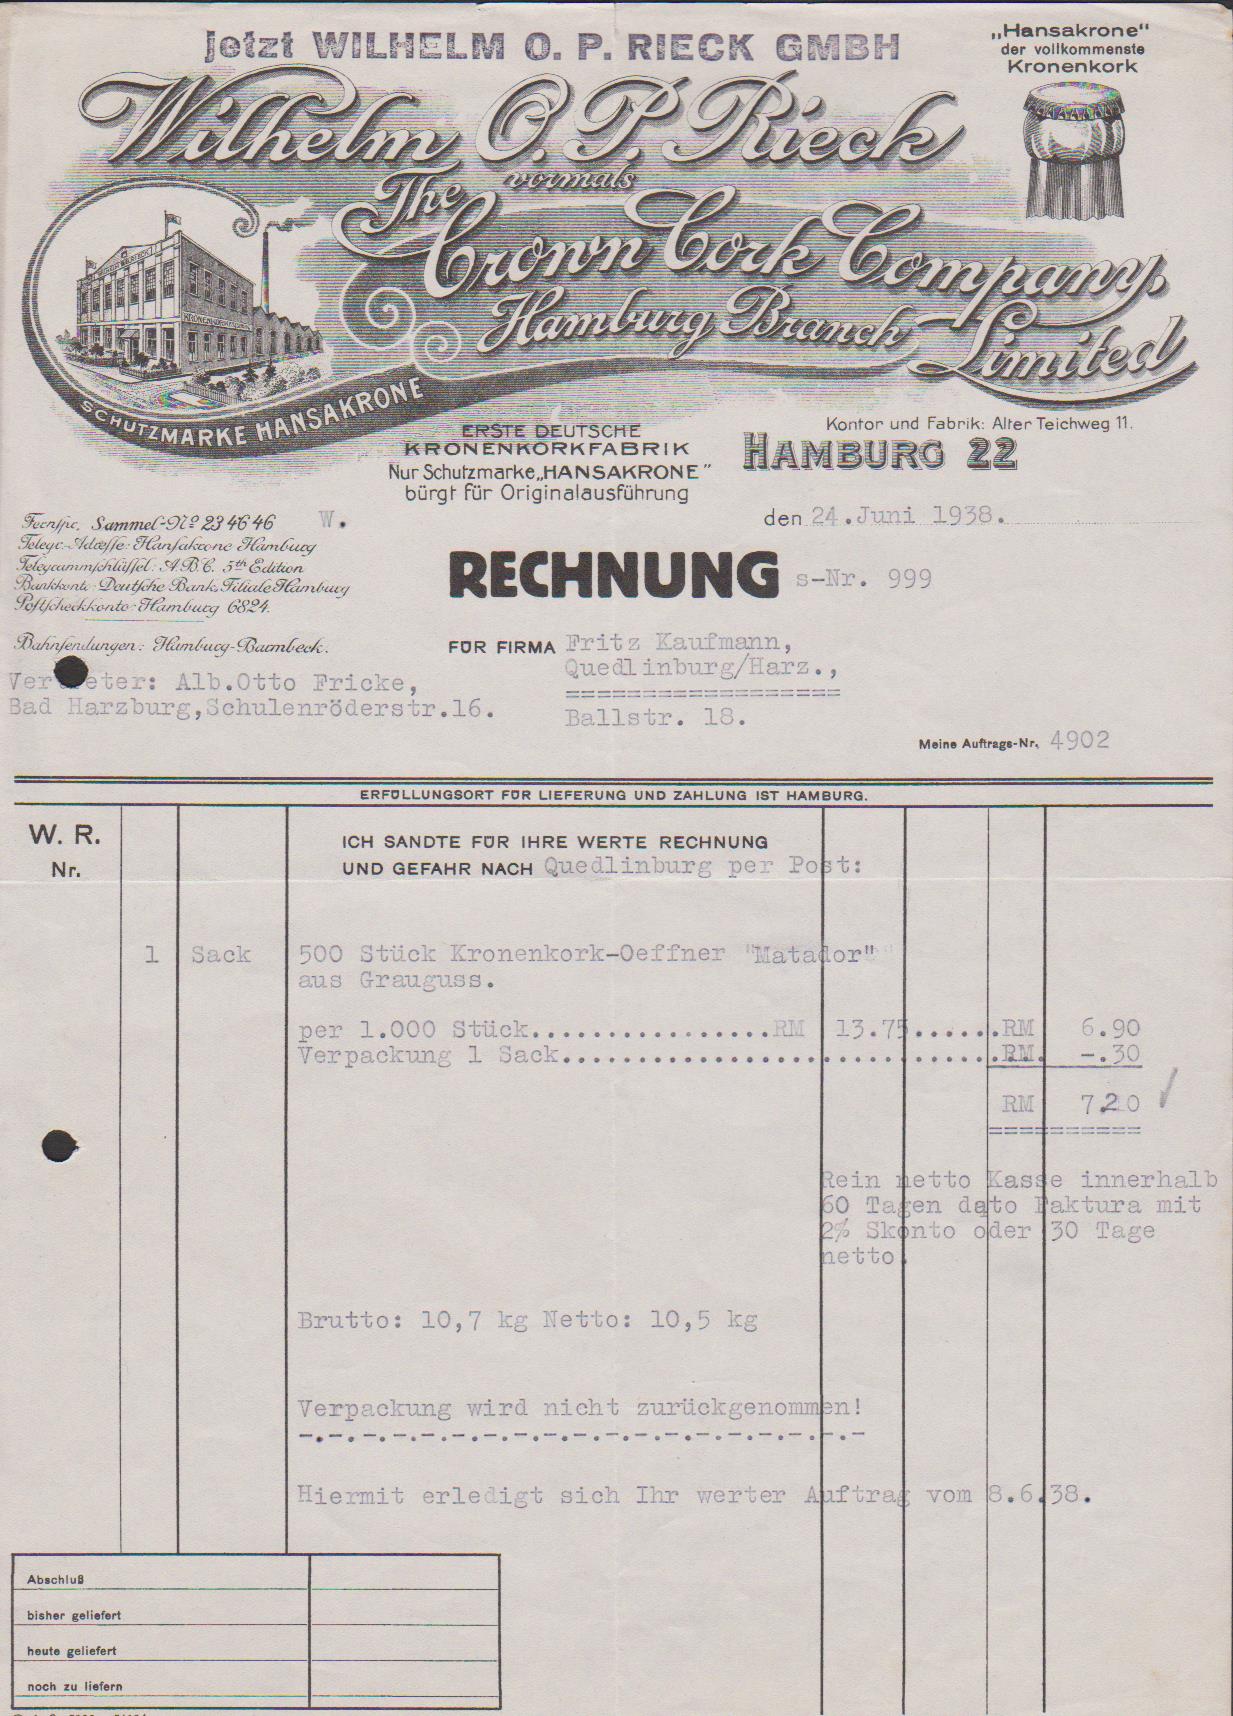 jetzt WILHELM O. P. RIECK GMBH
„Hansakrone“
der vollkommenste
Kronenkork
Wilhelm O. P. Rieck
vormals
The Crown Cork Company,
Hamburg Branch Limited
KRONENKORKFABRIK
SCHUTZMARKE HANSAKRONE
ERSTE DEUTSCHE
KRONENKORKFABRIK
Nur Schutzmarke „HANSAKRONE”
bürgt für Originalausführung
Kontor und Fabrik: Alter Teichweg 11.
HAMBURG 22
Fernspr. Sammel-No 23 46 46 W.
Telegr.-Adresse: Hansakrone Hamburg
Telegrammschlüssel: A.B.C. 5th Edition
Bankkonto: Deutsche Bank, Filiale Hamburg
Postscheckkonto: Hamburg 6824.
Bahnsendungen: Hamburg-Barmbeck.
den 24.Juni 1938.
RECHNUNG s-Nr. 999
FÜR FIRMA Fritz Kaufmann,
Quedlinburg/Harz.,
==================
Ballstr. 18.
Vertreter: Alb.Otto Fricke,
Bad Harzburg,Schulenröderstr.16.
Meine Auftrags-Nr. 4902
ERFÜLLUNGSORT FÜR LIEFERUNG UND ZAHLUNG IST HAMBURG.
W. R.
Nr.
ICH SANDTE FÜR IHRE WERTE RECHNUNG
UND GEFAHR NACH Quedlinburg per Post:
1 Sack 500 Stück Kronenkork-Oeffner "Matador"
aus Grauguss.
per 1.000 Stück................RM 13.75......RM 6.90
Verpackung 1 Sack.............................RM. -.30
RM 7.20
==========
Rein netto Kasse innerhalb
60 Tagen dato Faktura mit
2% Skonto oder 30 Tage
netto.
Brutto: 10,7 kg Netto: 10,5 kg
Verpackung wird nicht zurückgenommen!
-.-.-.-.-.-.-.-.-.-.-.-.-.-.-.-.-.-.-
Hiermit erledigt sich Ihr werter Auftrag vom 8.6.38.
Abschluß
bisher geliefert
heute geliefert
noch zu liefern